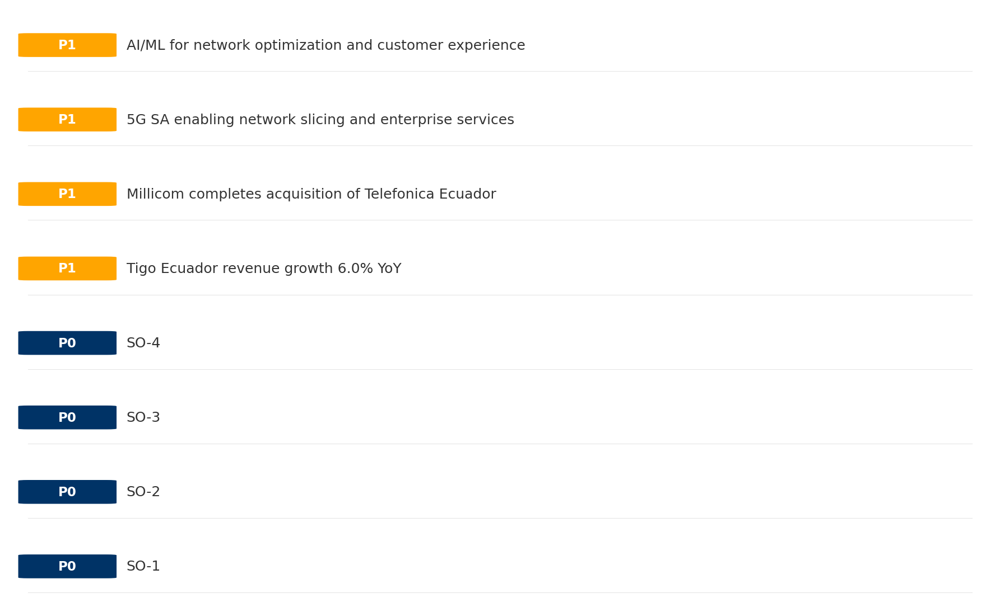 P1 AI/ML for network optimization and customer experience
P1 5G SA enabling network slicing and enterprise services
P1 Millicom completes acquisition of Telefonica Ecuador
P1 Tigo Ecuador revenue growth 6.0% YoY
P0 SO-4
P0 SO-3
P0 SO-2
P0 SO-1